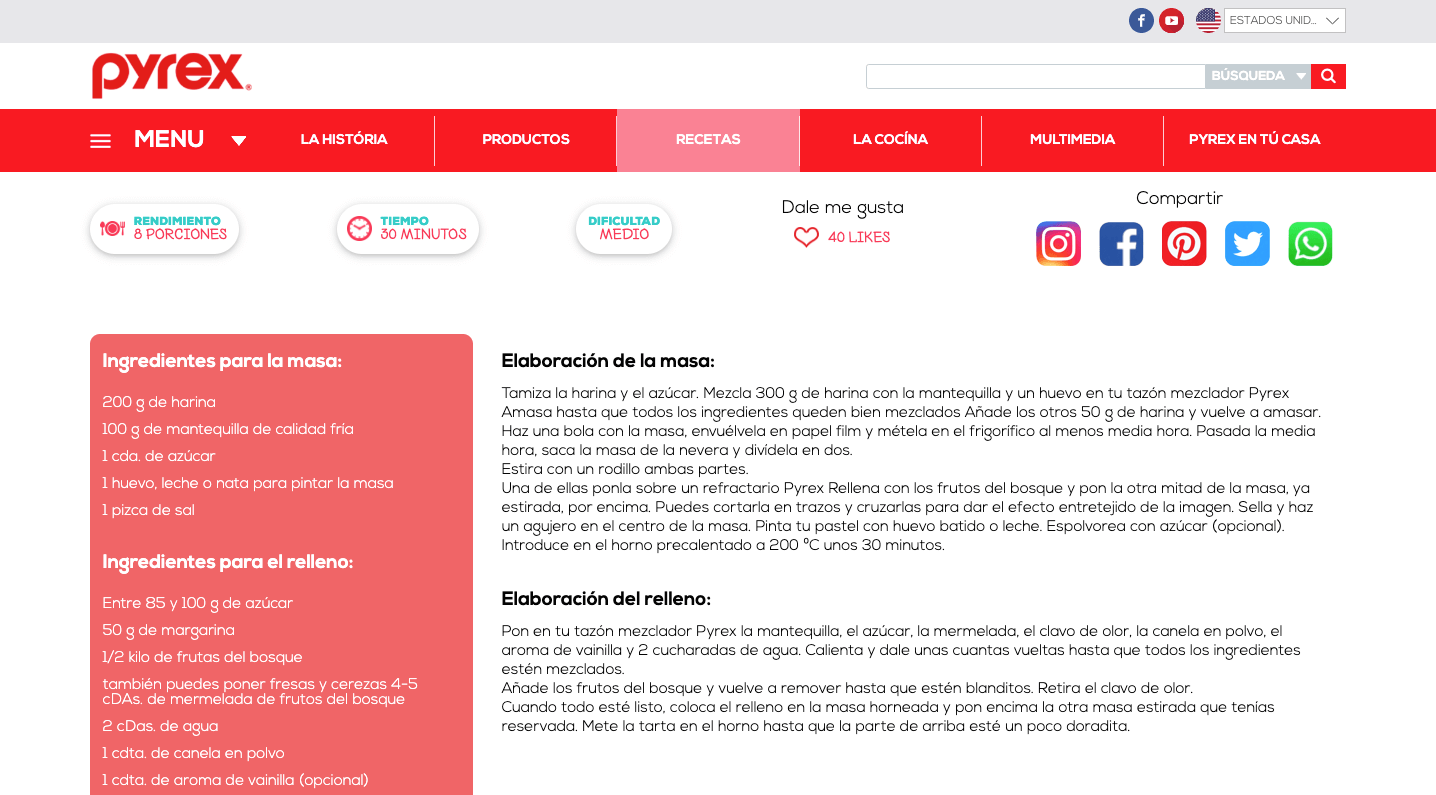 ESTADOS UNID...
pyrex®
BÚSQUEDA
MENU
LA HISTÓRIA
PRODUCTOS
RECETAS
LA COCÍNA
MULTIMEDIA
PYREX EN TÚ CASA
RENDIMIENTO
8 PORCIONES
TIEMPO
30 MINUTOS
DIFICULTAD
MEDIO
Dale me gusta
40 LIKES
Compartir
Ingredientes para la masa:
200 g de harina
100 g de mantequilla de calidad fría
1 cda. de azúcar
1 huevo, leche o nata para pintar la masa
1 pizca de sal
Ingredientes para el relleno:
Entre 85 y 100 g de azúcar
50 g de margarina
1/2 kilo de frutas del bosque
también puedes poner fresas y cerezas 4-5
cDAs. de mermelada de frutos del bosque
2 cDas. de agua
1 cdta. de canela en polvo
1 cdta. de aroma de vainilla (opcional)
Elaboración de la masa:
Tamiza la harina y el azúcar. Mezcla 300 g de harina con la mantequilla y un huevo en tu tazón mezclador Pyrex
Amasa hasta que todos los ingredientes queden bien mezclados Añade los otros 50 g de harina y vuelve a amasar.
Haz una bola con la masa, envuélvela en papel film y métela en el frigorífico al menos media hora. Pasada la media
hora, saca la masa de la nevera y divídela en dos.
Estira con un rodillo ambas partes.
Una de ellas ponla sobre un refractario Pyrex Rellena con los frutos del bosque y pon la otra mitad de la masa, ya
estirada, por encima. Puedes cortarla en trazos y cruzarlas para dar el efecto entretejido de la imagen. Sella y haz
un agujero en el centro de la masa. Pinta tu pastel con huevo batido o leche. Espolvorea con azúcar (opcional).
Introduce en el horno precalentado a 200 ºC unos 30 minutos.
Elaboración del relleno:
Pon en tu tazón mezclador Pyrex la mantequilla, el azúcar, la mermelada, el clavo de olor, la canela en polvo, el
aroma de vainilla y 2 cucharadas de agua. Calienta y dale unas cuantas vueltas hasta que todos los ingredientes
estén mezclados.
Añade los frutos del bosque y vuelve a remover hasta que estén blanditos. Retira el clavo de olor.
Cuando todo esté listo, coloca el relleno en la masa horneada y pon encima la otra masa estirada que tenías
reservada. Mete la tarta en el horno hasta que la parte de arriba esté un poco doradita.